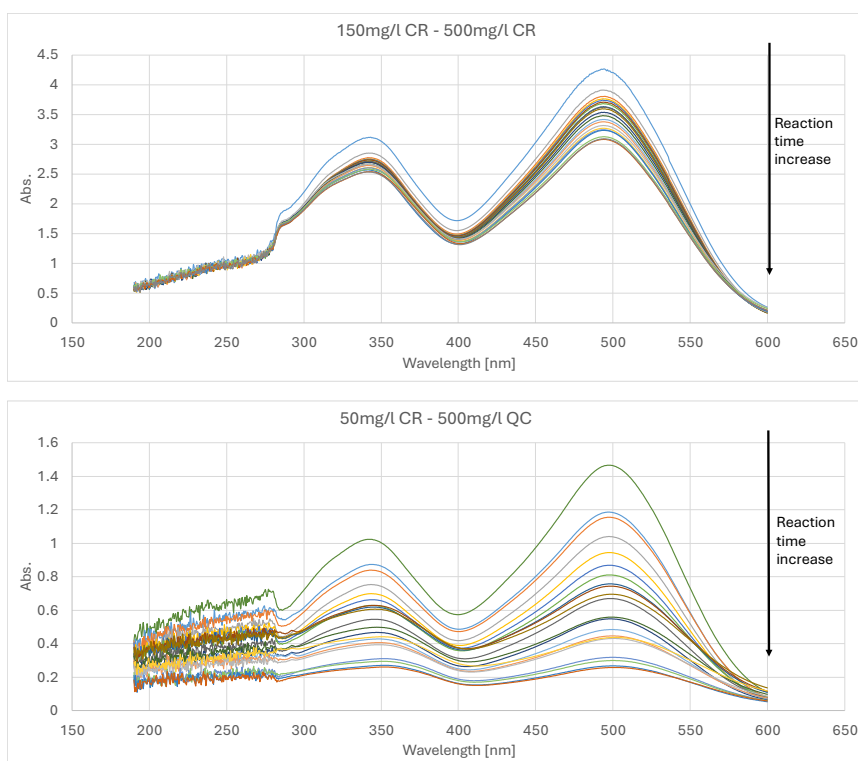 150mg/l CR - 500mg/l CR
4.5
4
3.5
3
2.5
2
1.5
1
0.5
0
Abs.
150 200 250 300 350 400 450 500 550 600 650
Wavelength [nm]
Reaction
time
increase
50mg/l CR - 500mg/l QC
1.6
1.4
1.2
1
0.8
0.6
0.4
0.2
0
Abs.
150 200 250 300 350 400 450 500 550 600 650
Wavelength [nm]
Reaction
time
increase